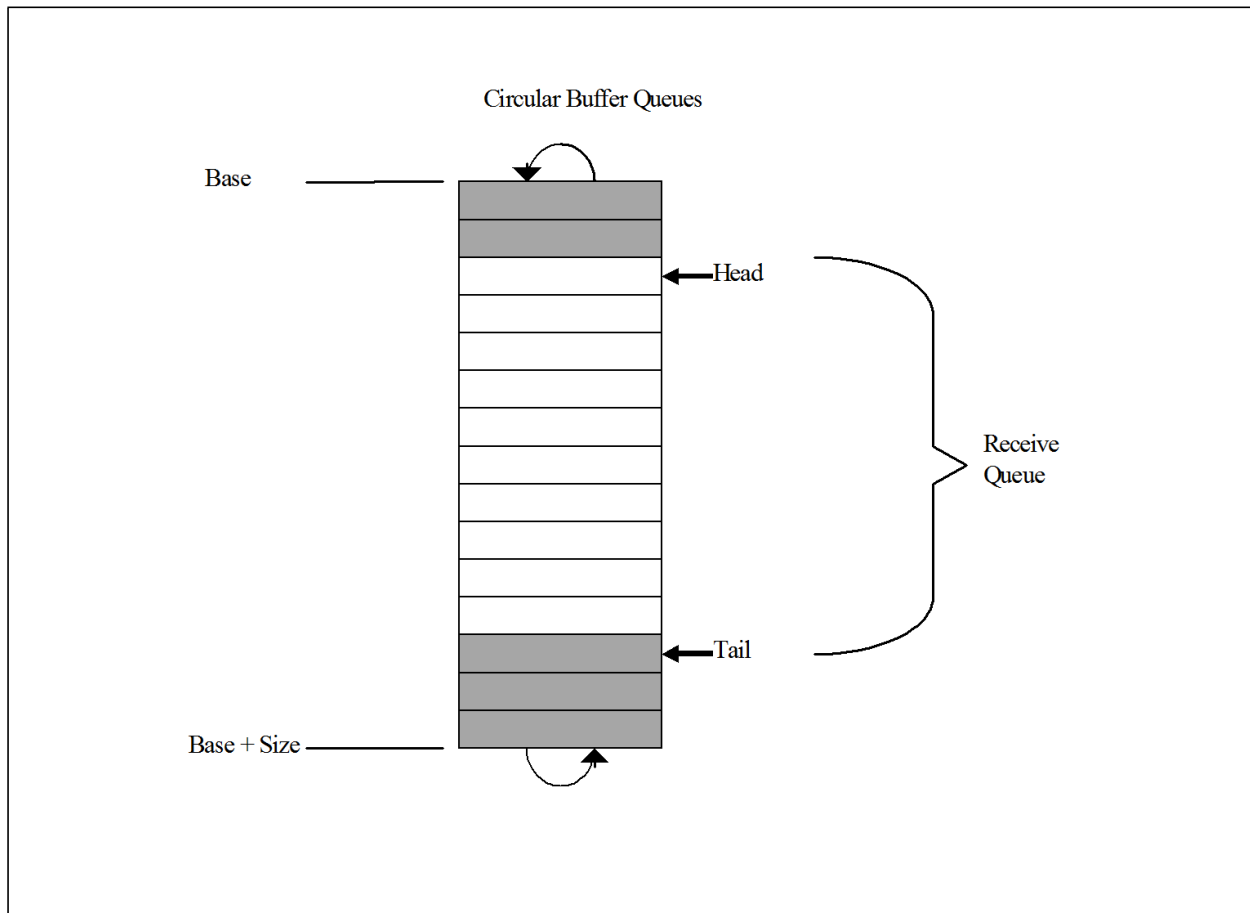 Circular Buffer Queues
Base
Head
Receive
Queue
Tail
Base + Size